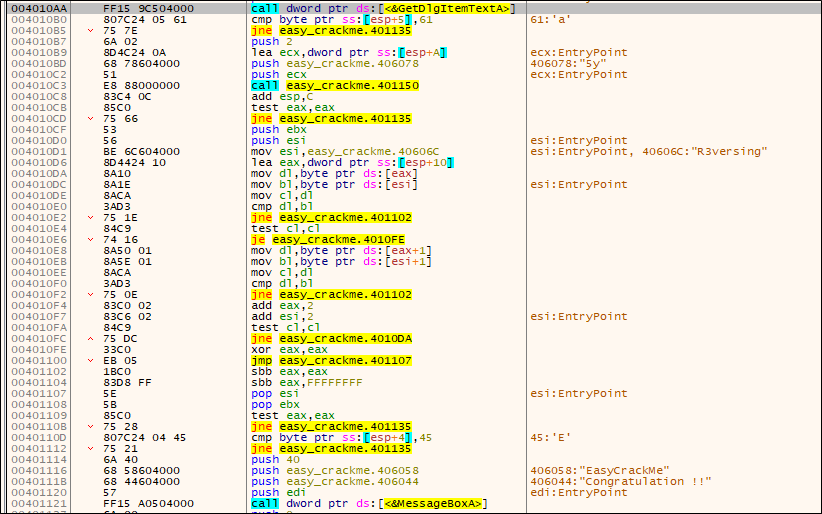 004010AA FF15 9C504000 call dword ptr ds:[<&GetDlgItemTextA>]
004010B0 807C24 05 61 cmp byte ptr ss:[esp+5],61 61:'a'
004010B5 75 7E jne easy_crackme.401135
004010B7 6A 02 push 2
004010B9 8D4C24 0A lea ecx,dword ptr ss:[esp+A] ecx:EntryPoint
004010BD 68 78604000 push easy_crackme.406078 406078:"5y"
004010C2 51 push ecx ecx:EntryPoint
004010C3 E8 88000000 call easy_crackme.401150
004010C8 83C4 0C add esp,C
004010CB 85C0 test eax,eax
004010CD 75 66 jne easy_crackme.401135
004010CF 53 push ebx
004010D0 56 push esi esi:EntryPoint
004010D1 BE 6C604000 mov esi,easy_crackme.40606C esi:EntryPoint, 40606C:"R3versing"
004010D6 8D4424 10 lea eax,dword ptr ss:[esp+10]
004010DA 8A10 mov dl,byte ptr ds:[eax]
004010DC 8A1E mov bl,byte ptr ds:[esi] esi:EntryPoint
004010DE 8ACA mov cl,dl
004010E0 3AD3 cmp dl,bl
004010E2 75 1E jne easy_crackme.401102
004010E4 84C9 test cl,cl
004010E6 74 16 je easy_crackme.4010FE
004010E8 8A50 01 mov dl,byte ptr ds:[eax+1]
004010EB 8A5E 01 mov bl,byte ptr ds:[esi+1]
004010EE 8ACA mov cl,dl
004010F0 3AD3 cmp dl,bl
004010F2 75 0E jne easy_crackme.401102
004010F4 83C0 02 add eax,2
004010F7 83C6 02 add esi,2 esi:EntryPoint
004010FA 84C9 test cl,cl
004010FC 75 DC jne easy_crackme.4010DA
004010FE 33C0 xor eax,eax
00401100 EB 05 jmp easy_crackme.401107
00401102 1BC0 sbb eax,eax
00401104 83D8 FF sbb eax,FFFFFFFF
00401107 5E pop esi esi:EntryPoint
00401108 5B pop ebx
00401109 85C0 test eax,eax
0040110B 75 28 jne easy_crackme.401135
0040110D 807C24 04 45 cmp byte ptr ss:[esp+4],45 45:'E'
00401112 75 21 jne easy_crackme.401135
00401114 6A 40 push 40
00401116 68 58604000 push easy_crackme.406058 406058:"EasyCrackMe"
0040111B 68 44604000 push easy_crackme.406044 406044:"Congratulation !!"
00401120 57 push edi edi:EntryPoint
00401121 FF15 A0504000 call dword ptr ds:[<&MessageBoxA>]